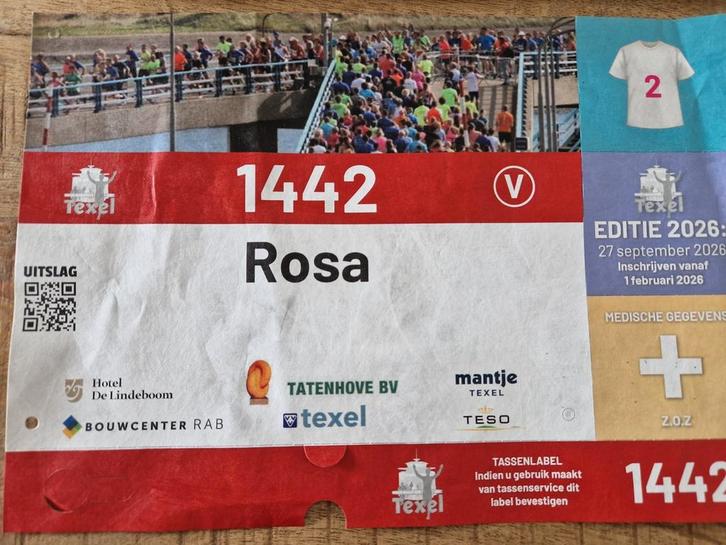 2
Texel
1442
V
Texel
EDITIE 2026:
27 september 2026
Inschrijven vanaf
1 februari 2026
Rosa
UITSLAG
MEDISCHE GEGEVENS
Z.O.Z
Hotel
De Lindeboom
TATENHOVE BV
mantje
TEXEL
BOUWCENTER RAB
texel
TESO
TASSENLABEL
Indien u gebruik maakt
van tassenservice dit
label bevestigen
Texel
1442